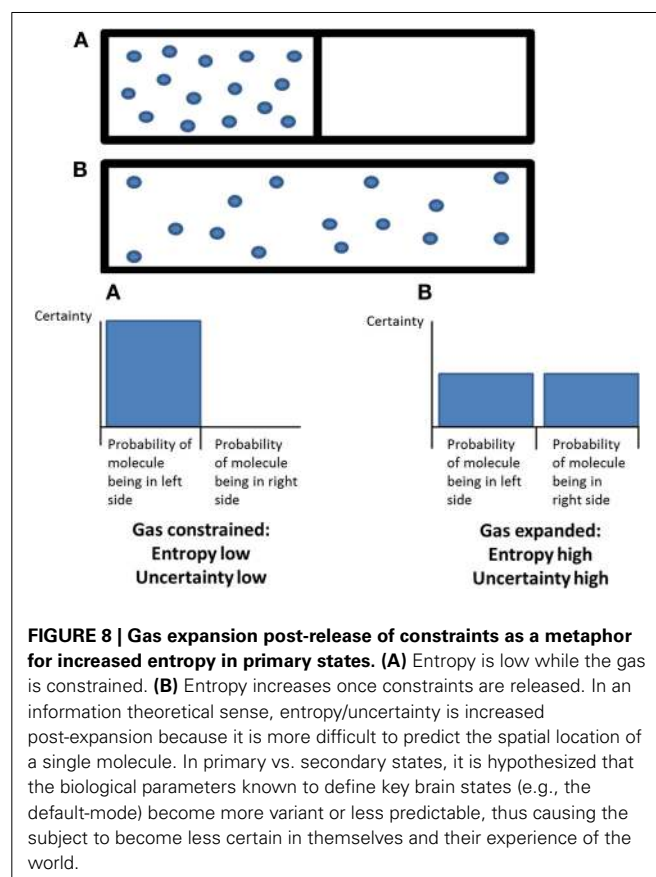 A
B
A
B
Certainty
Certainty
Probability of
molecule
being in left
side
Probability
of molecule
being in right
side
Probability
of molecule
being in left
side
Probability
of molecule
being in
right side
Gas constrained:
Entropy low
Uncertainty low
Gas expanded:
Entropy high
Uncertainty high
FIGURE 8 | Gas expansion post-release of constraints as a metaphor
for increased entropy in primary states. (A) Entropy is low while the gas
is constrained. (B) Entropy increases once constraints are released. In an
information theoretical sense, entropy/uncertainty is increased
post-expansion because it is more difficult to predict the spatial location of
a single molecule. In primary vs. secondary states, it is hypothesized that
the biological parameters known to define key brain states (e.g., the
default-mode) become more variant or less predictable, thus causing the
subject to become less certain in themselves and their experience of the
world.